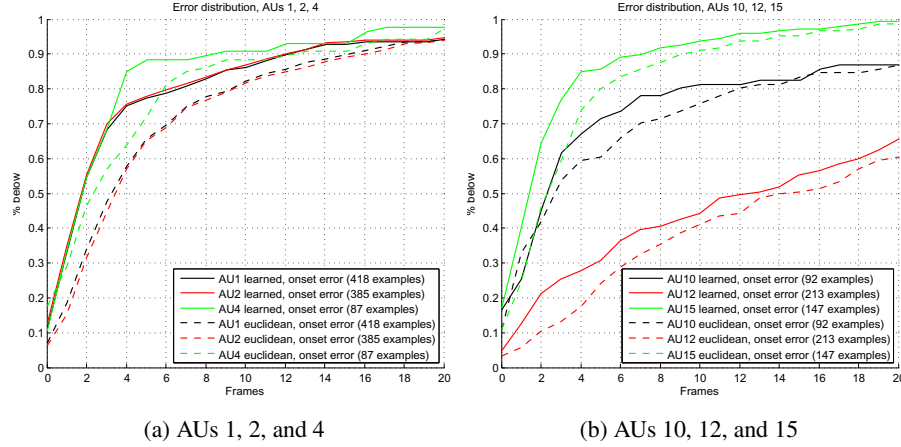 Error distribution, AUs 1, 2, 4
1
0.9
0.8
0.7
0.6
0.5
0.4
0.3
0.2
0.1
0
% below
0 2 4 6 8 10 12 14 16 18 20
Frames
AU1 learned, onset error (418 examples)
AU2 learned, onset error (385 examples)
AU4 learned, onset error (87 examples)
AU1 euclidean, onset error (418 examples)
AU2 euclidean, onset error (385 examples)
AU4 euclidean, onset error (87 examples)
(a) AUs 1, 2, and 4
Error distribution, AUs 10, 12, 15
1
0.9
0.8
0.7
0.6
0.5
0.4
0.3
0.2
0.1
0
% below
0 2 4 6 8 10 12 14 16 18 20
Frames
AU10 learned, onset error (92 examples)
AU12 learned, onset error (213 examples)
AU15 learned, onset error (147 examples)
AU10 euclidean, onset error (92 examples)
AU12 euclidean, onset error (213 examples)
AU15 euclidean, onset error (147 examples)
(b) AUs 10, 12, and 15